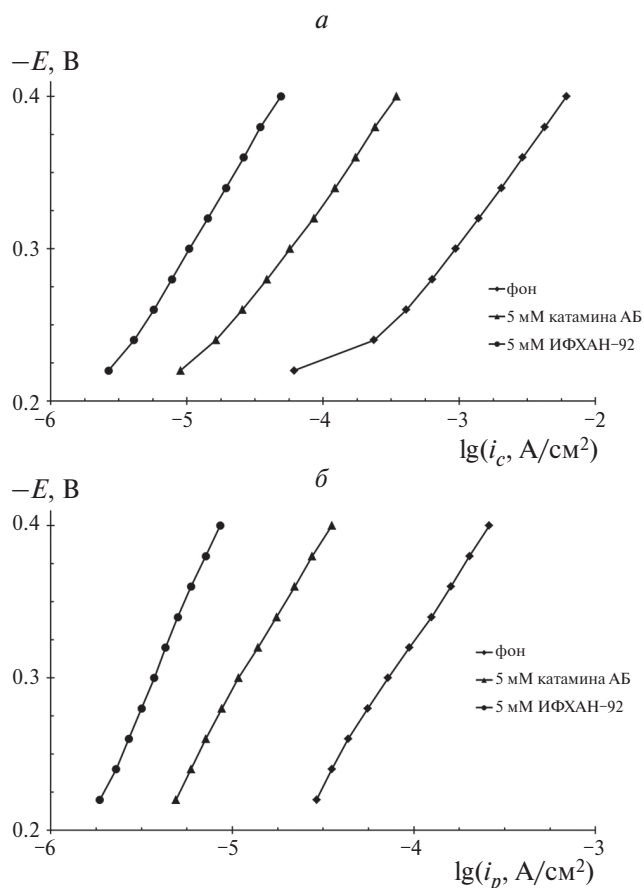 а
−E, В
0.4
0.3
0.2
−6
−5
−4
−3
−2
фон
5 мМ катамина АБ
5 мМ ИФХАН−92
lg(i_c, А/см²)
б
−E, В
0.4
0.3
0.2
−6
−5
−4
−3
фон
5 мМ катамина АБ
5 мМ ИФХАН−92
lg(i_p, А/см²)